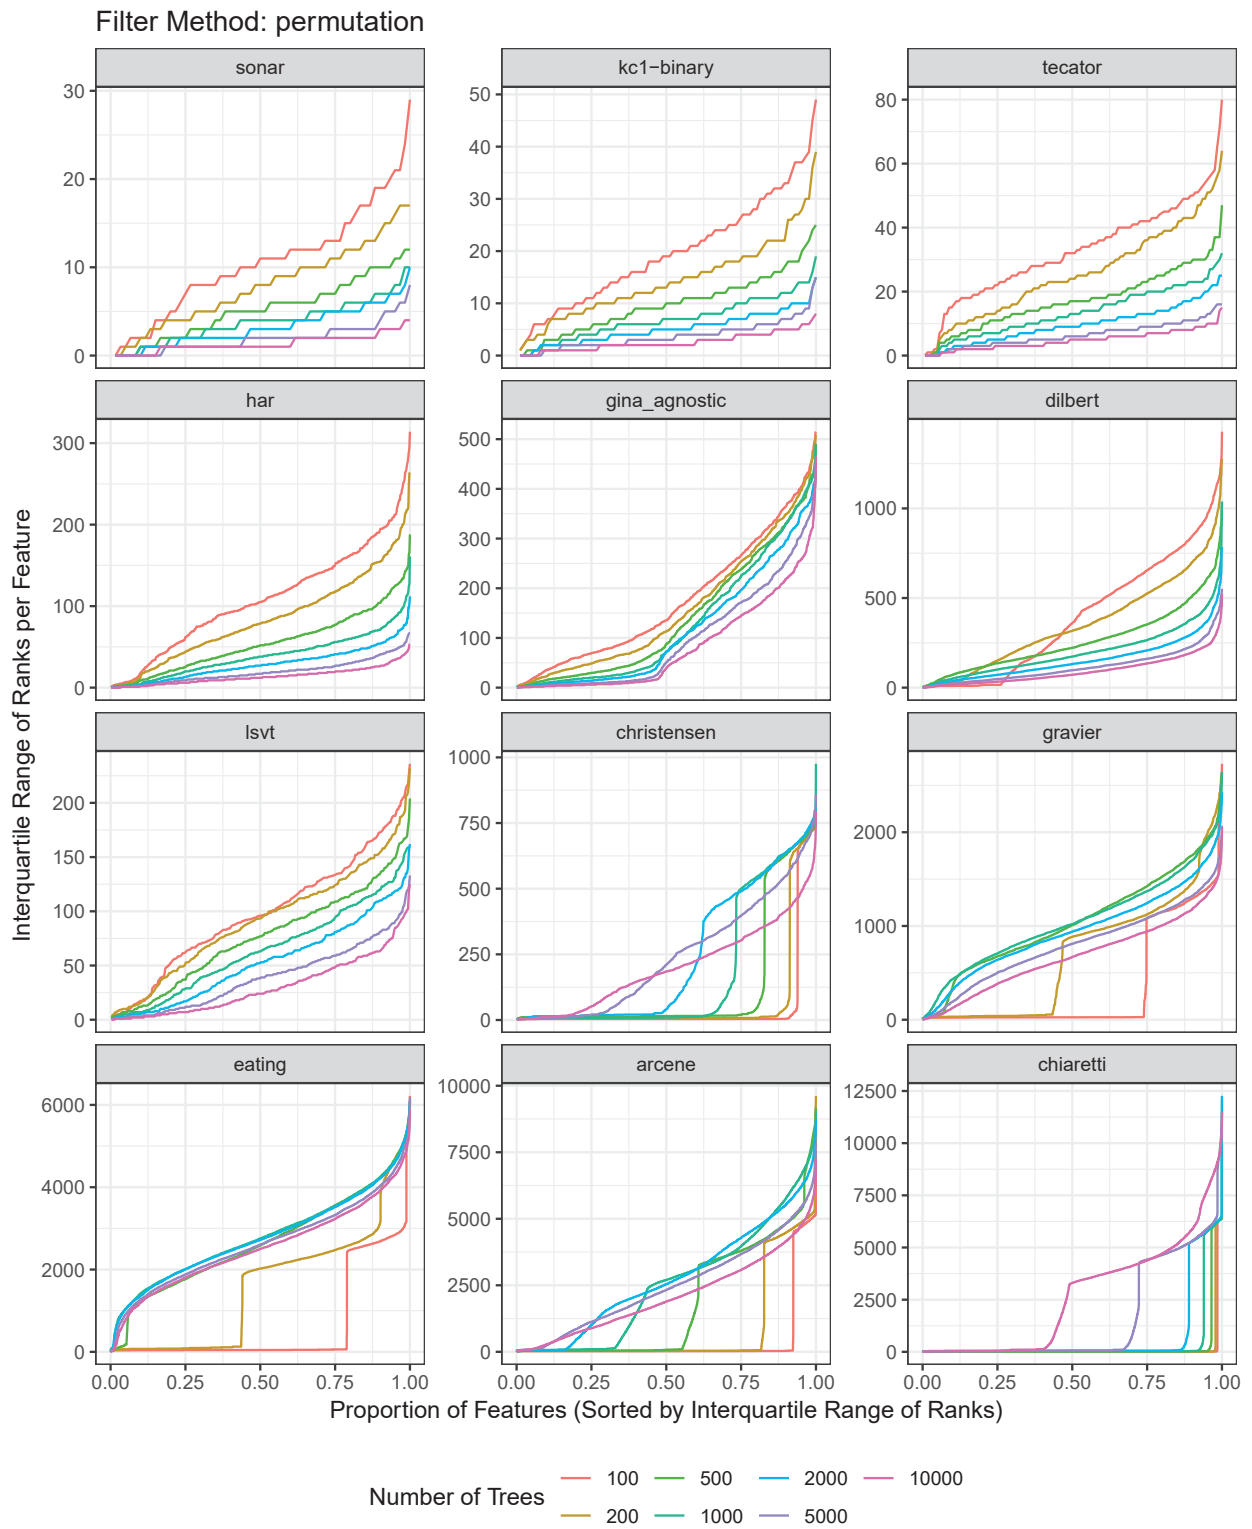 Filter Method: permutation
sonar
kc1−binary
tecator
30
20
10
0
50
40
30
20
10
0
80
60
40
20
0
har
gina_agnostic
dilbert
300
200
100
0
500
400
300
200
100
0
1000
500
0
lsvt
christensen
gravier
200
150
100
50
0
1000
750
500
250
0
2000
1000
0
eating
arcene
chiaretti
6000
4000
2000
0
10000
7500
5000
2500
0
12500
10000
7500
5000
2500
0
0.00 0.25 0.50 0.75 1.00
0.00 0.25 0.50 0.75 1.00
0.00 0.25 0.50 0.75 1.00
Interquartile Range of Ranks per Feature
Proportion of Features (Sorted by Interquartile Range of Ranks)
Number of Trees
100 500 2000 10000
200 1000 5000